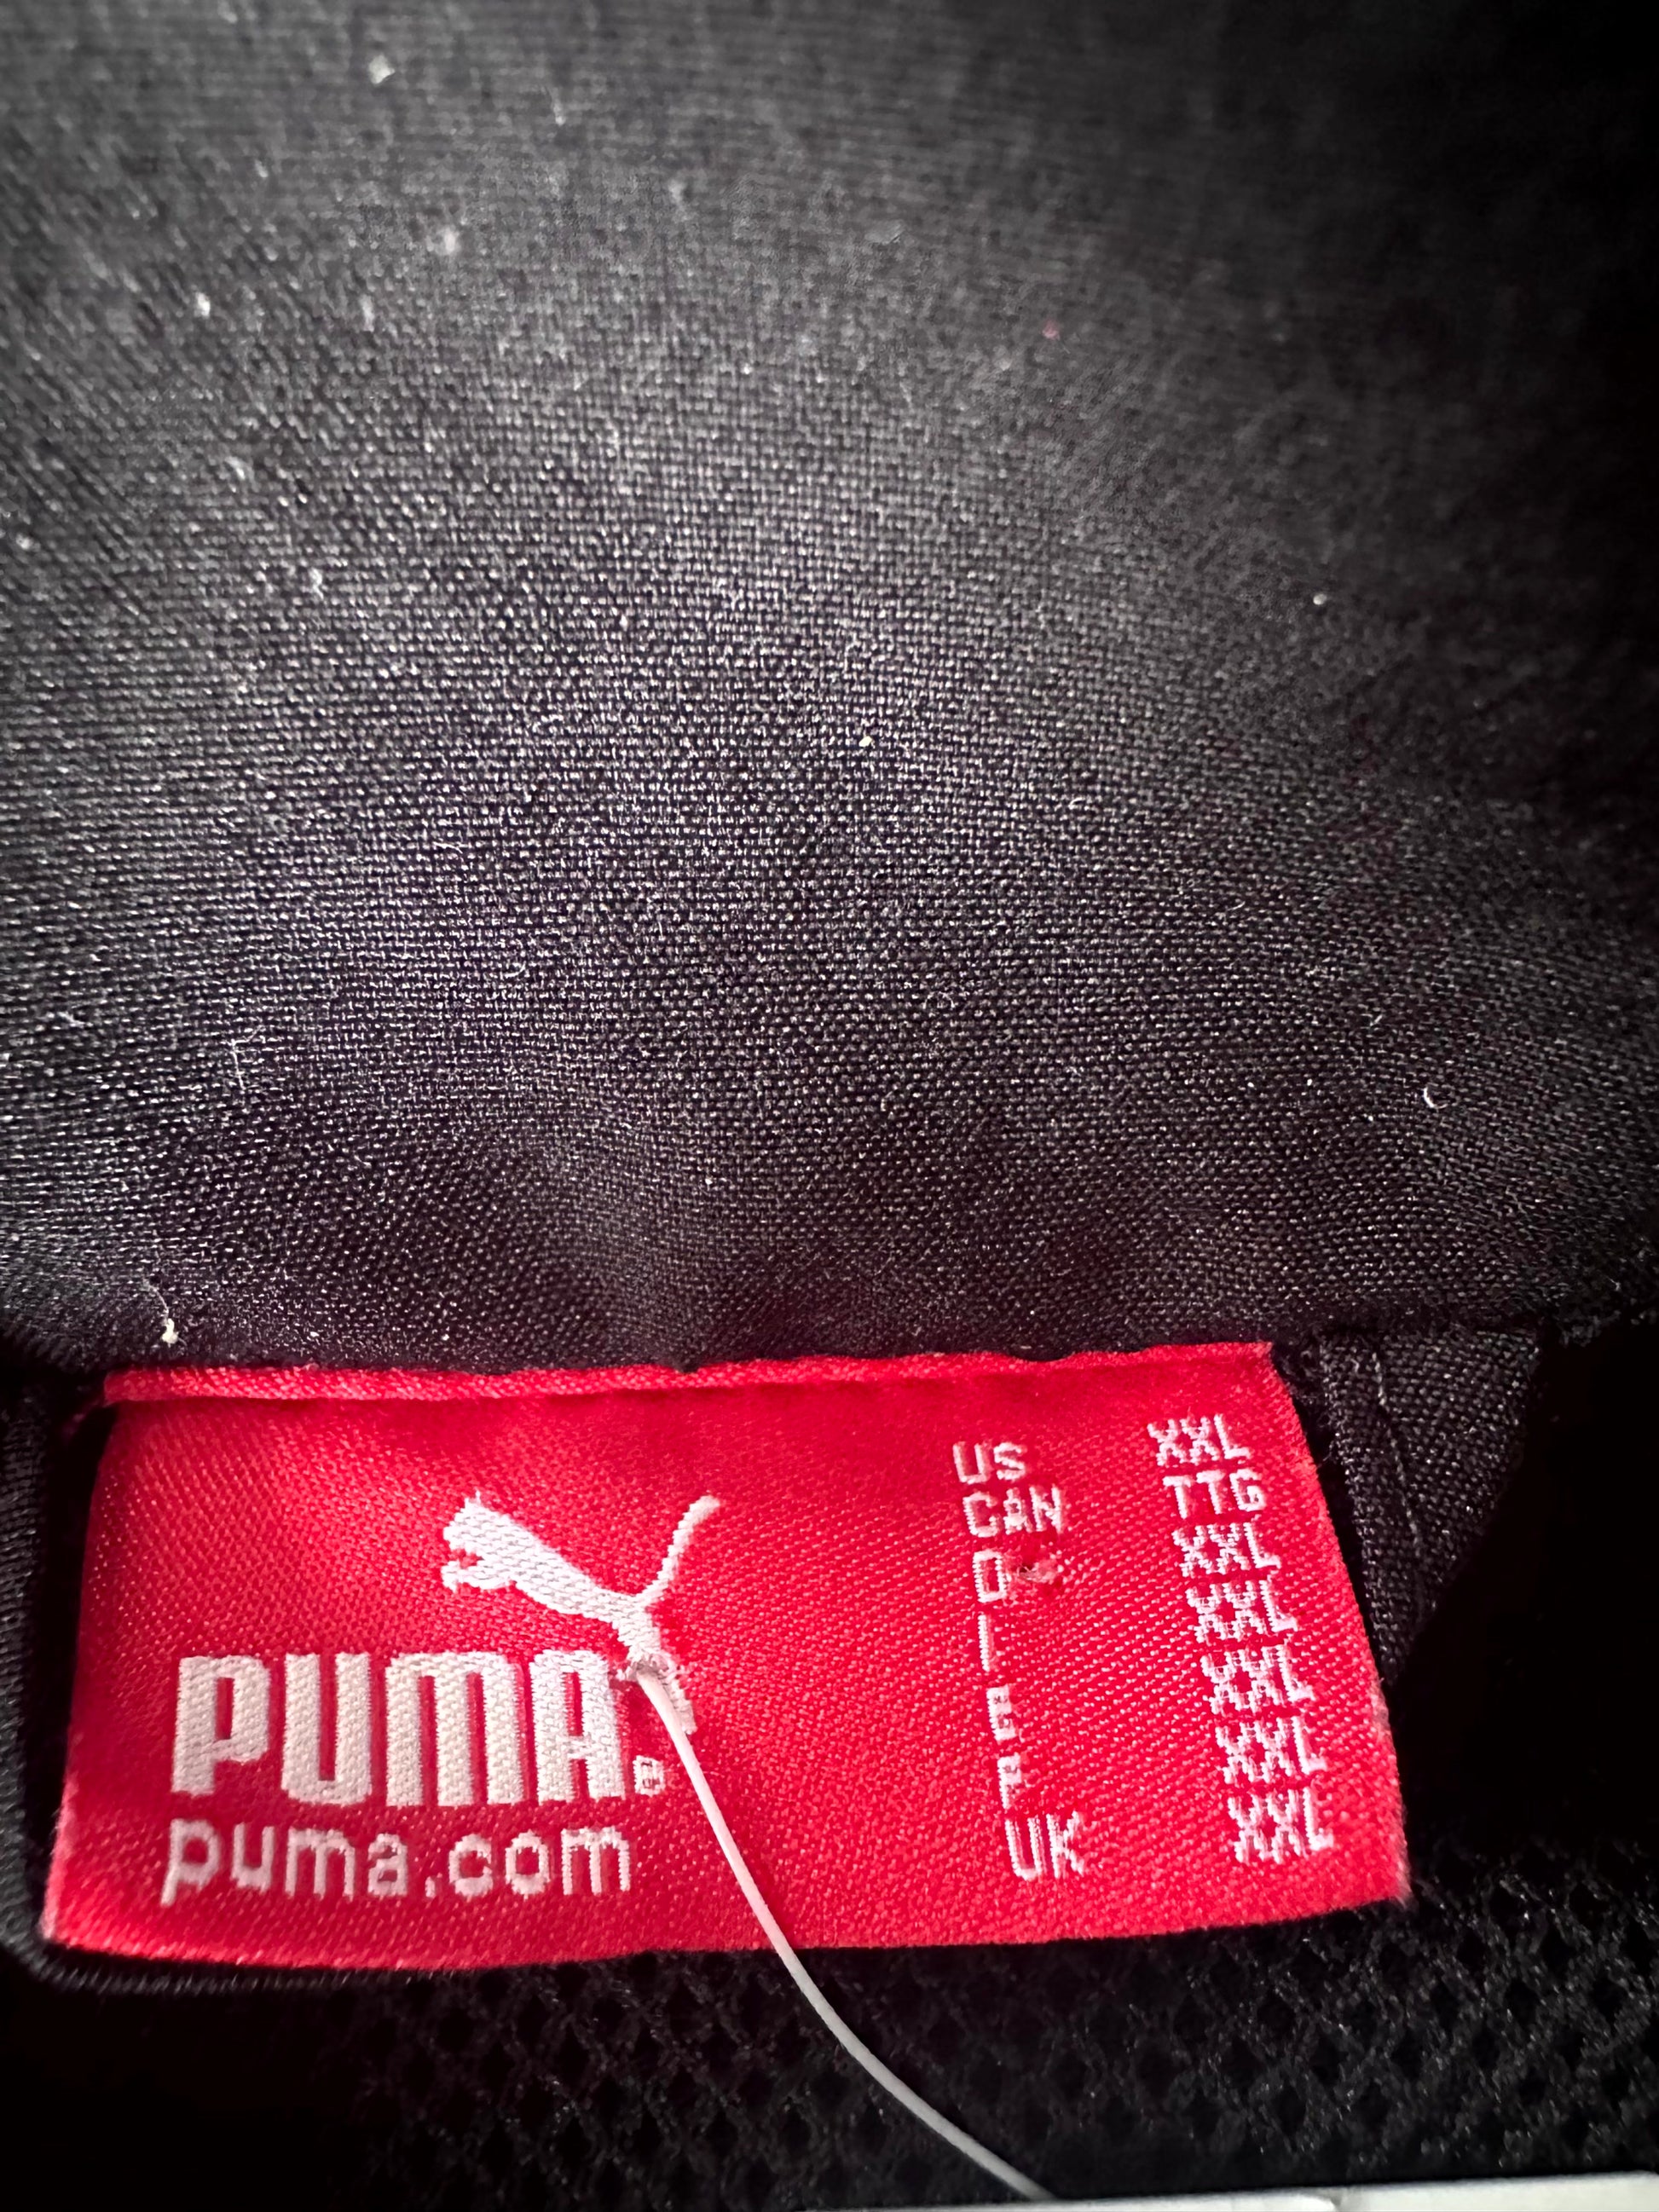 PUMA®
puma.com
US XXL
CAN TTG
D XXL
I XXL
E XXL
F XXL
UK XXL